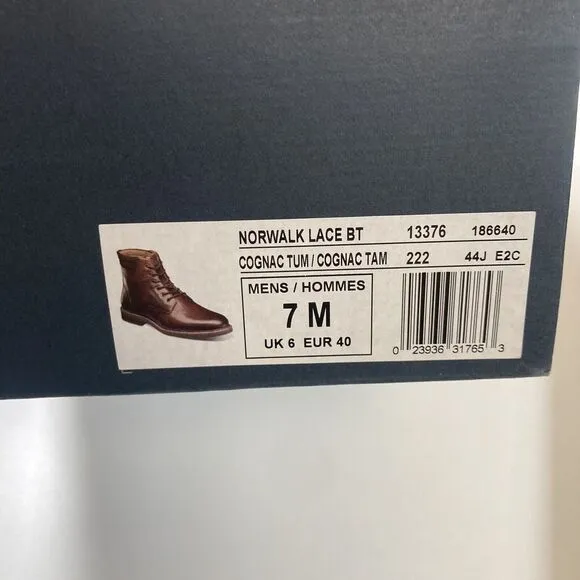 NORWALK LACE BT 13376 186640
COGNAC TUM / COGNAC TAM 222 44J E2C
MENS / HOMMES
7 M
UK 6 EUR 40
0 23936 31765 3